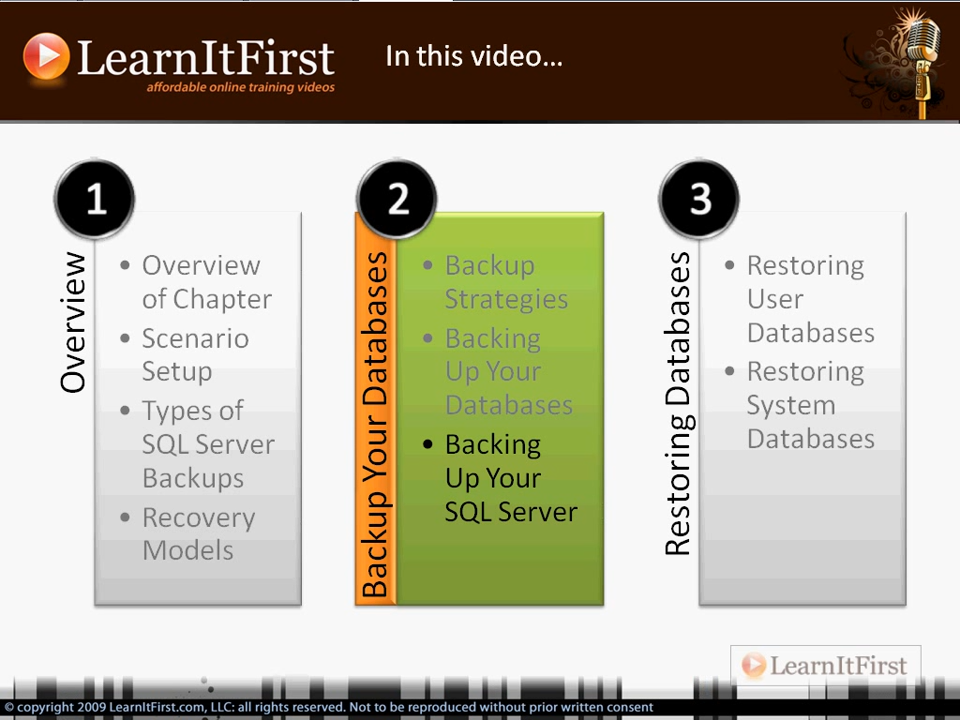 LearnItFirst
affordable online training videos
In this video…
1
Overview
• Overview
of Chapter
• Scenario
Setup
• Types of
SQL Server
Backups
• Recovery
Models
2
Backup Your Databases
• Backup
Strategies
• Backing
Up Your
Databases
• Backing
Up Your
SQL Server
3
Restoring Databases
• Restoring
User
Databases
• Restoring
System
Databases
LearnItFirst
© copyright 2009 LearnItFirst.com, LLC: all rights reserved. Not to be reproduced without prior written consent